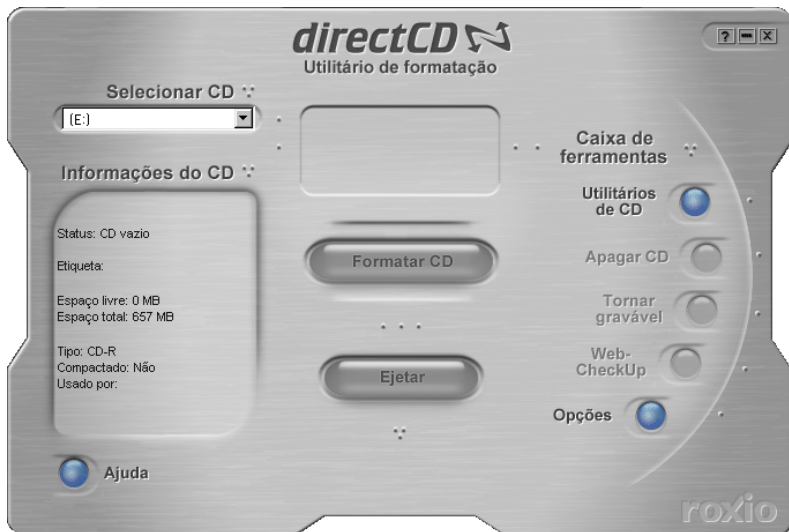 directCD
Utilitário de formatação
?
X
Selecionar CD
(E:)
Informações do CD
Status: CD vazio
Etiqueta:
Espaço livre: 0 MB
Espaço total: 657 MB
Tipo: CD-R
Compactado: Não
Usado por:
Ajuda
Formatar CD
Ejetar
Caixa de
ferramentas
Utilitários
de CD
Apagar CD
Tornar
gravável
Web-
CheckUp
Opções
roxio